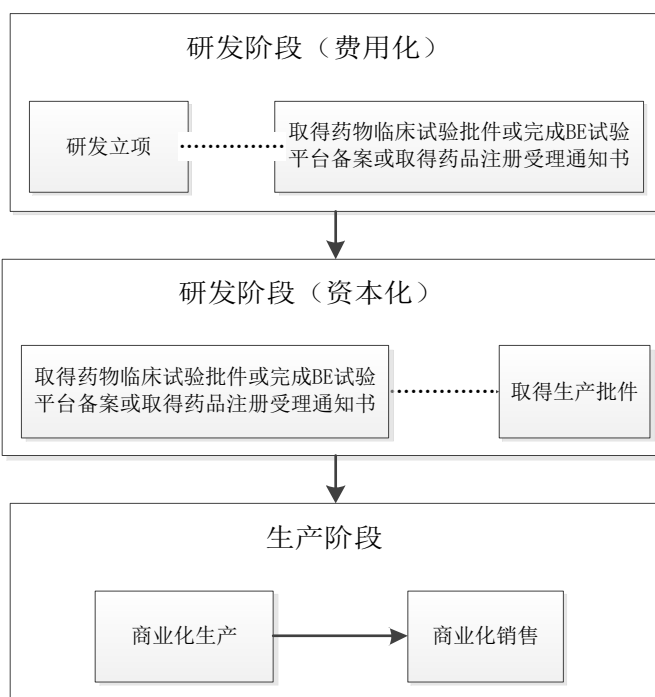 研发阶段（费用化）
研发立项
取得药物临床试验批件或完成BE试验
平台备案或取得药品注册受理通知书
研发阶段（资本化）
取得药物临床试验批件或完成BE试验
平台备案或取得药品注册受理通知书
取得生产批件
生产阶段
商业化生产
商业化销售